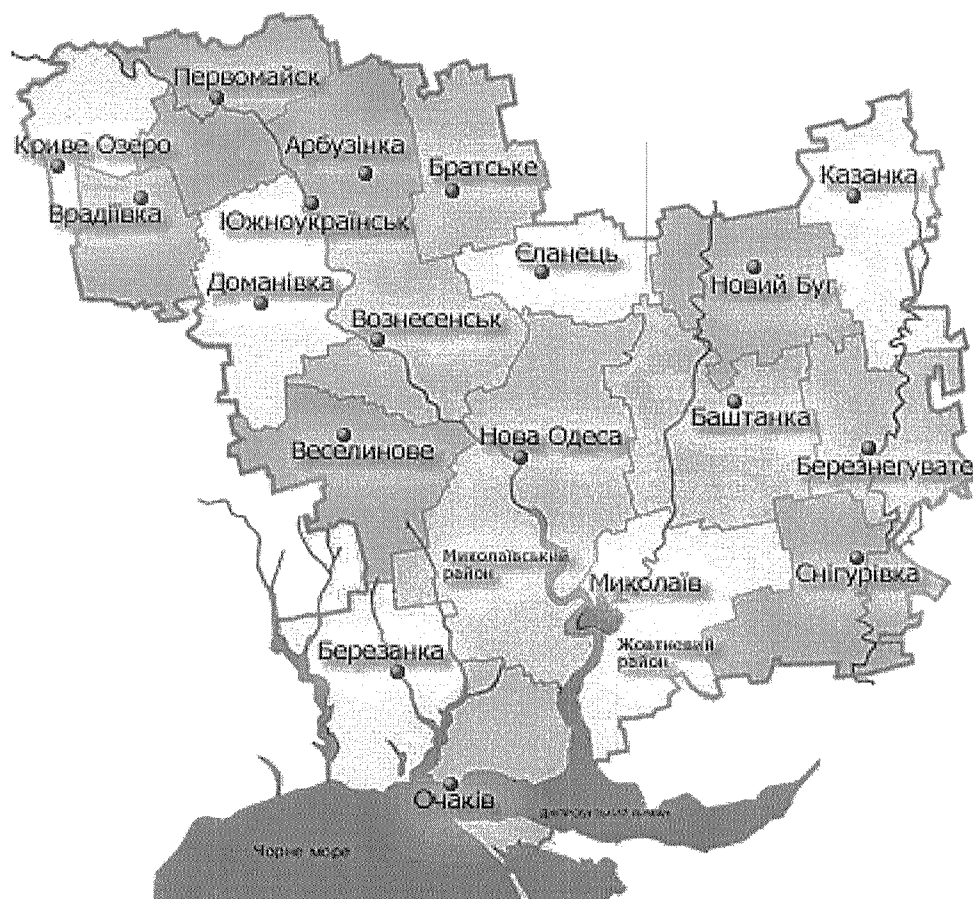 Первомайск
Криве Озеро
Арбузінка
Братське
Казанка
Врадіївка
Южноукраїнськ
Єланець
Доманівка
Новий Буг
Вознесенськ
Баштанка
Нова Одеса
Веселинове
Березнегувате
Миколаївський
район
Снігурівка
Миколаїв
Жовтневий
район
Березанка
Очаків
Чорне море